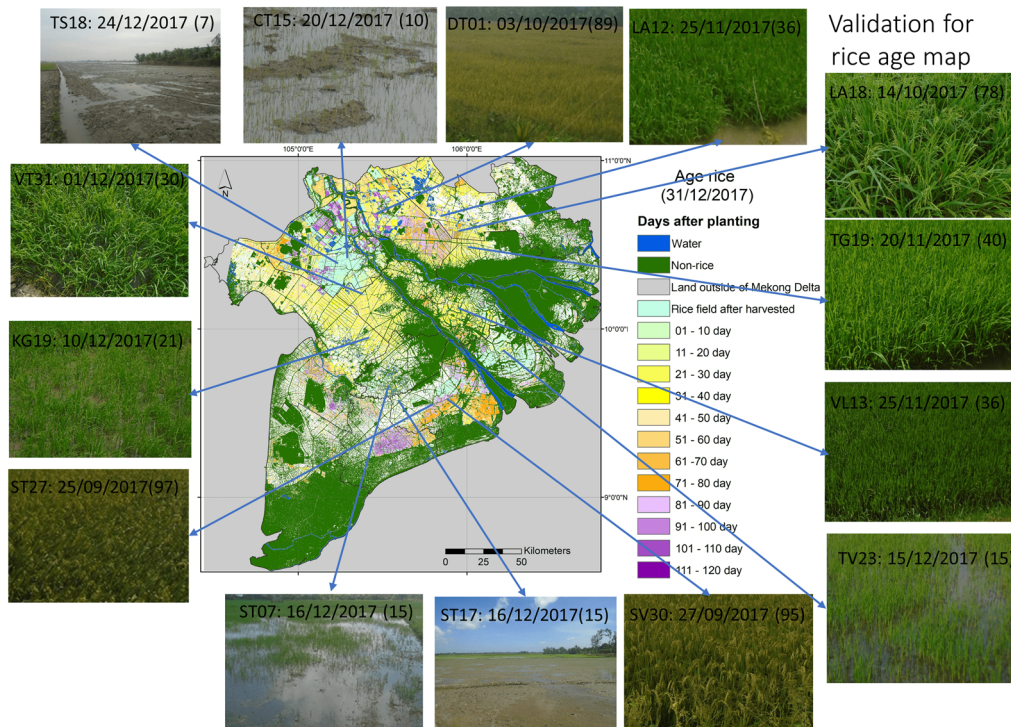 TS18: 24/12/2017 (7)
CT15: 20/12/2017 (10)
DT01: 03/10/2017(89)
LA12: 25/11/2017(36)
Validation for
rice age map
LA18: 14/10/2017 (78)
VT31: 01/12/2017(30)
105°0'0"E
106°0'0"E
11°0'0"N
N
Age rice
(31/12/2017)
Days after planting
Water
Non-rice
Land outside of Mekong Delta
Rice field after harvested
01 - 10 day
11 - 20 day
21 - 30 day
31 - 40 day
41 - 50 day
51 - 60 day
61 -70 day
71 - 80 day
81 - 90 day
91 - 100 day
101 - 110 day
111 - 120 day
TG19: 20/11/2017 (40)
10°0'0"N
KG19: 10/12/2017(21)
VL13: 25/11/2017 (36)
ST27: 25/09/2017(97)
9°0'0"N
Kilometers
0 25 50
TV23: 15/12/2017 (15)
ST07: 16/12/2017 (15)
ST17: 16/12/2017(15)
SV30: 27/09/2017 (95)